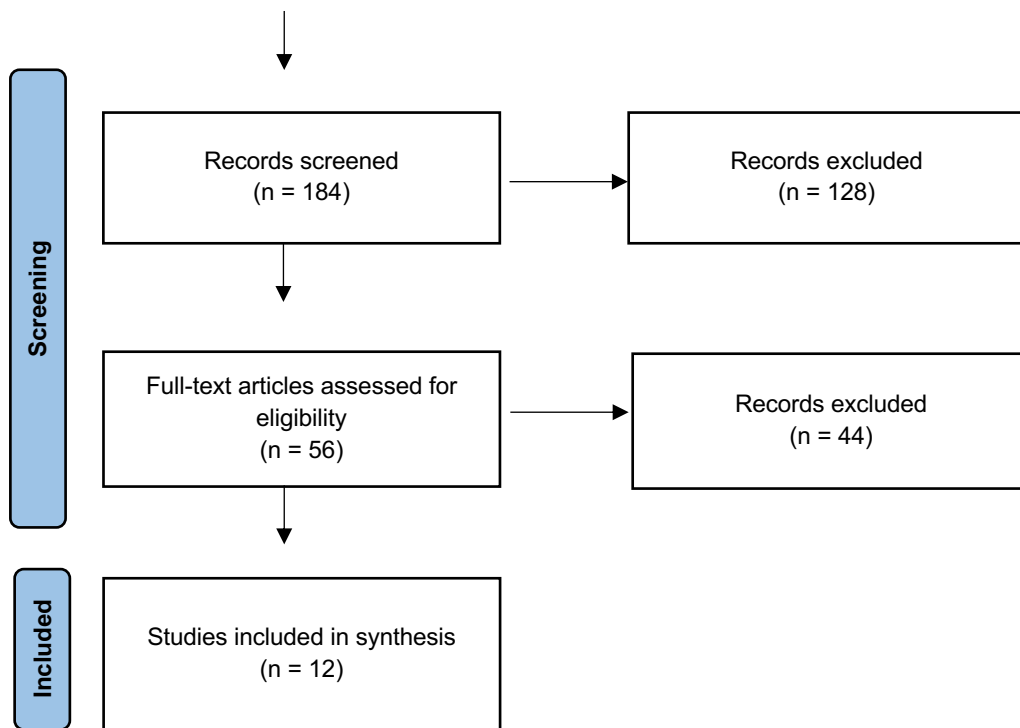 Screening
Records screened
(n = 184)
Records excluded
(n = 128)
Full-text articles assessed for
eligibility
(n = 56)
Records excluded
(n = 44)
Included
Studies included in synthesis
(n = 12)